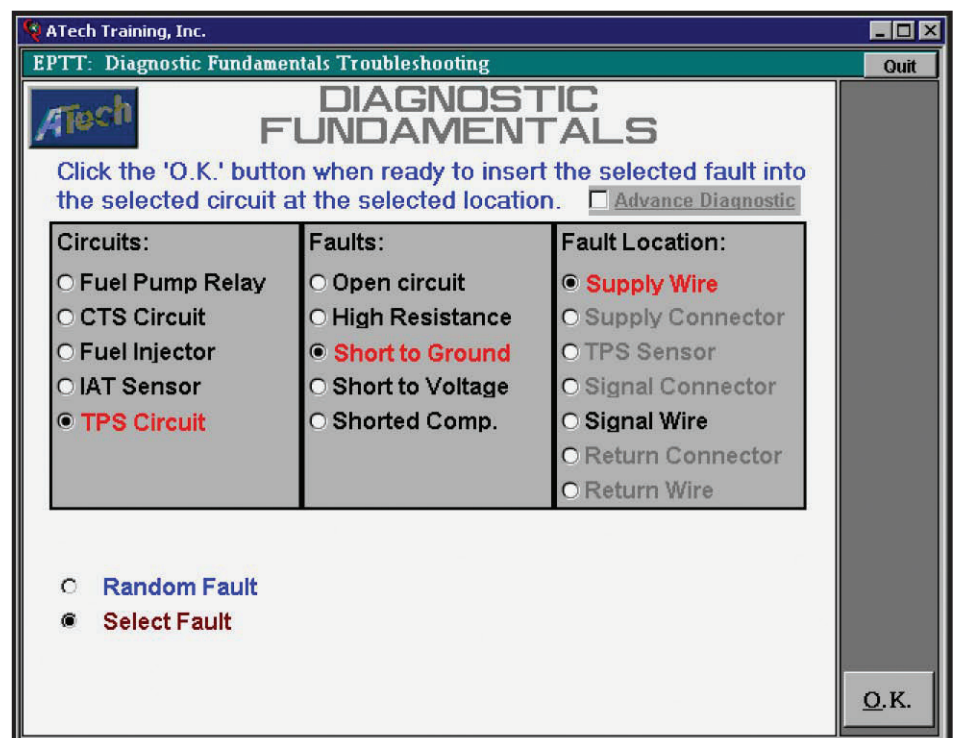 ATech Training, Inc.
EPTT: Diagnostic Fundamentals Troubleshooting
Quit
ATech
DIAGNOSTIC
FUNDAMENTALS
Click the 'O.K.' button when ready to insert the selected fault into
the selected circuit at the selected location.
Advance Diagnostic
Circuits:
Fuel Pump Relay
CTS Circuit
Fuel Injector
IAT Sensor
TPS Circuit
Faults:
Open circuit
High Resistance
Short to Ground
Short to Voltage
Shorted Comp.
Fault Location:
Supply Wire
Supply Connector
TPS Sensor
Signal Connector
Signal Wire
Return Connector
Return Wire
Random Fault
Select Fault
O.K.